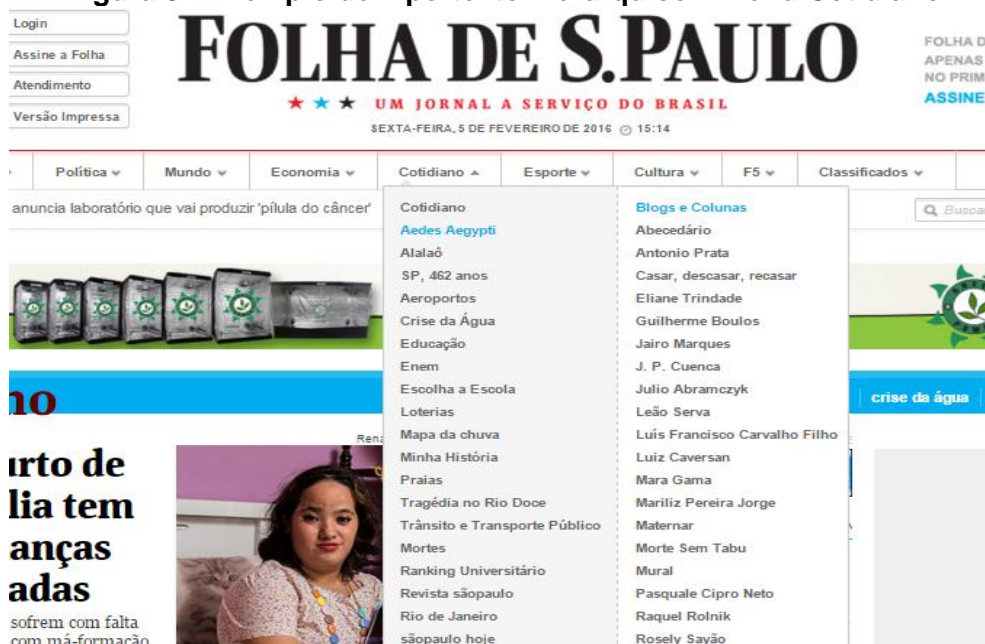 Login
Assine a Folha
Atendimento
Versão Impressa
FOLHA DE S.PAULO
UM JORNAL A SERVIÇO DO BRASIL
SEXTA-FEIRA, 5 DE FEVEREIRO DE 2016 15:14
FOLHA D
APENAS
NO PRIM
ASSINE
Política Mundo Economia Cotidiano Esporte Cultura F5 Classificados
anuncia laboratório que vai produzir 'pílula do câncer'
Busca
Cotidiano
Aedes Aegypti
Alalaô
SP, 462 anos
Aeroportos
Crise da Água
Educação
Enem
Escolha a Escola
Loterias
Mapa da chuva
Minha História
Praias
Tragédia no Rio Doce
Trânsito e Transporte Público
Mortes
Ranking Universitário
Revista sãopaulo
Rio de Janeiro
sãopaulo hoje
Blogs e Colunas
Abecedário
Antonio Prata
Casar, descasar, recasar
Eliane Trindade
Guilherme Boulos
Jairo Marques
J. P. Cuenca
Julio Abramczyk
Leão Serva
Luís Francisco Carvalho Filho
Luiz Caversan
Mara Gama
Mariliz Pereira Jorge
Maternar
Morte Sem Tabu
Mural
Pasquale Cipro Neto
Raquel Rolnik
Rosely Sayão
crise da água
no
Rena
urto de
lia tem
anças
adas
sofrem com falta
com má-formação